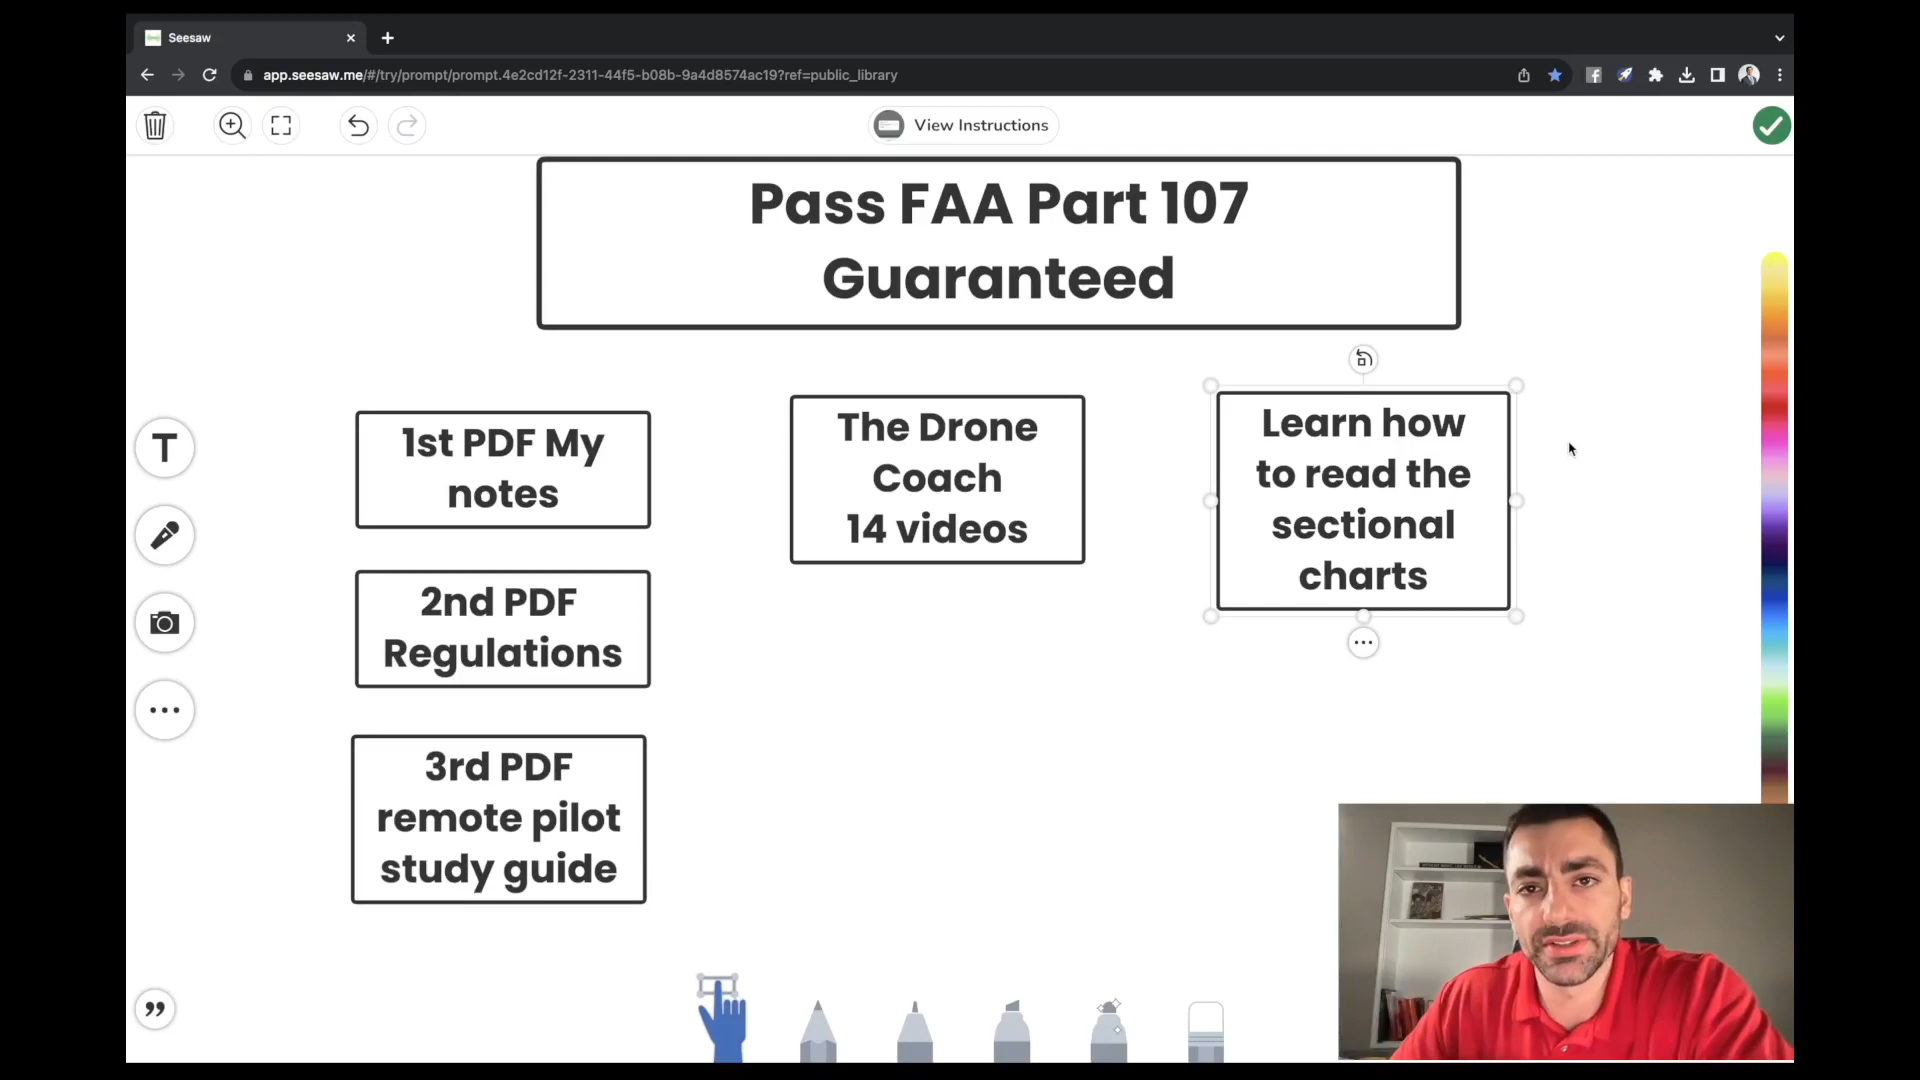 Seesaw
app.seesaw.me/#/try/prompt/prompt.4e2cd12f-2311-44f5-b08b-9a4d8574ac19?ref=public_library
View Instructions
Pass FAA Part 107
Guaranteed
1st PDF My
notes
2nd PDF
Regulations
3rd PDF
remote pilot
study guide
The Drone
Coach
14 videos
Learn how
to read the
sectional
charts
T